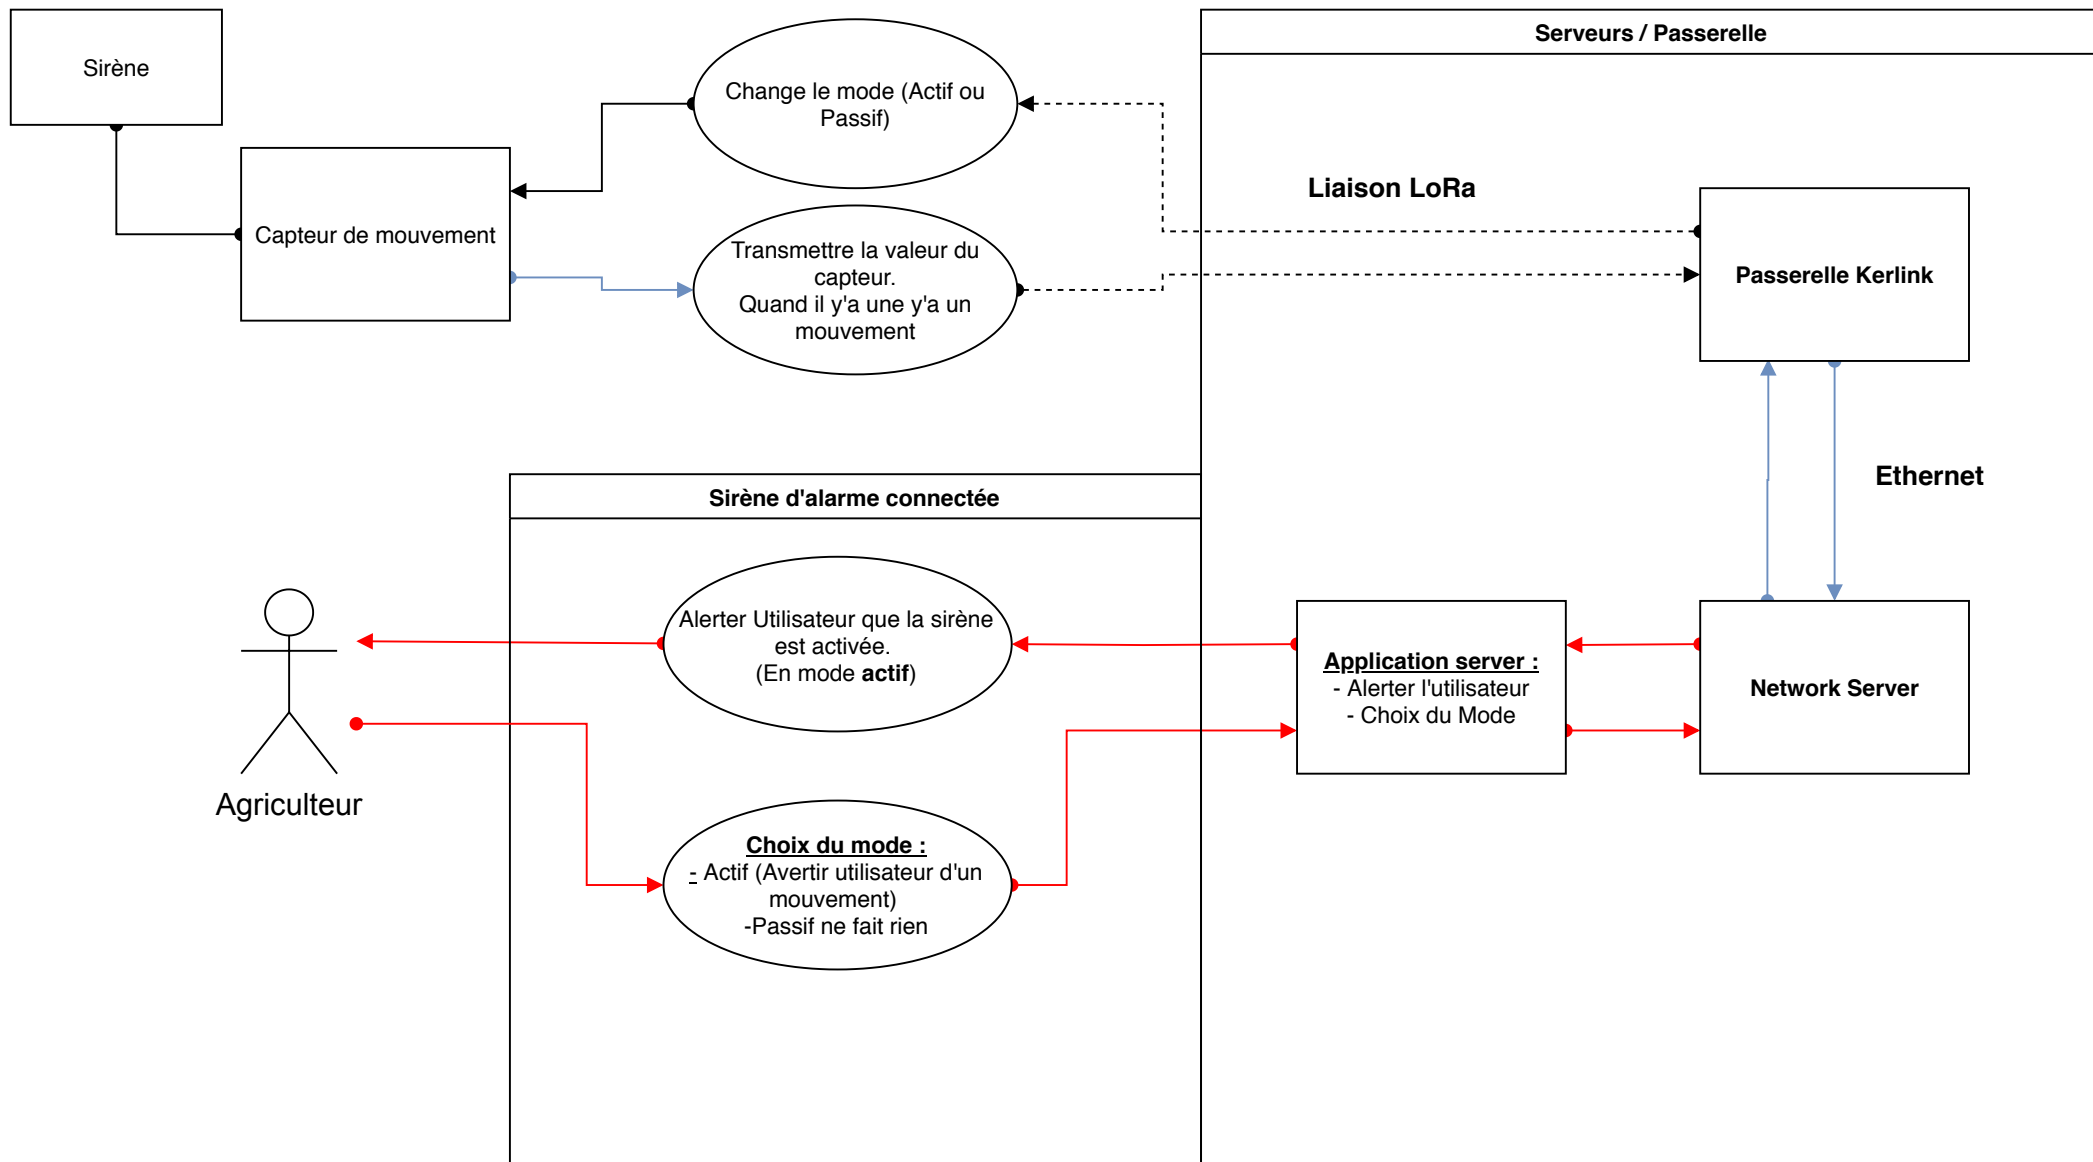 Sirène
Change le mode (Actif ou
Passif)
Serveurs / Passerelle
Capteur de mouvement
Transmettre la valeur du
capteur.
Quand il y'a une y'a un
mouvement
Liaison LoRa
Passerelle Kerlink
Ethernet
Sirène d'alarme connectée
Alerter Utilisateur que la sirène
est activée.
(En mode actif)
Application server :
- Alerter l'utilisateur
- Choix du Mode
Network Server
Agriculteur
Choix du mode :
- Actif (Avertir utilisateur d'un
mouvement)
-Passif ne fait rien